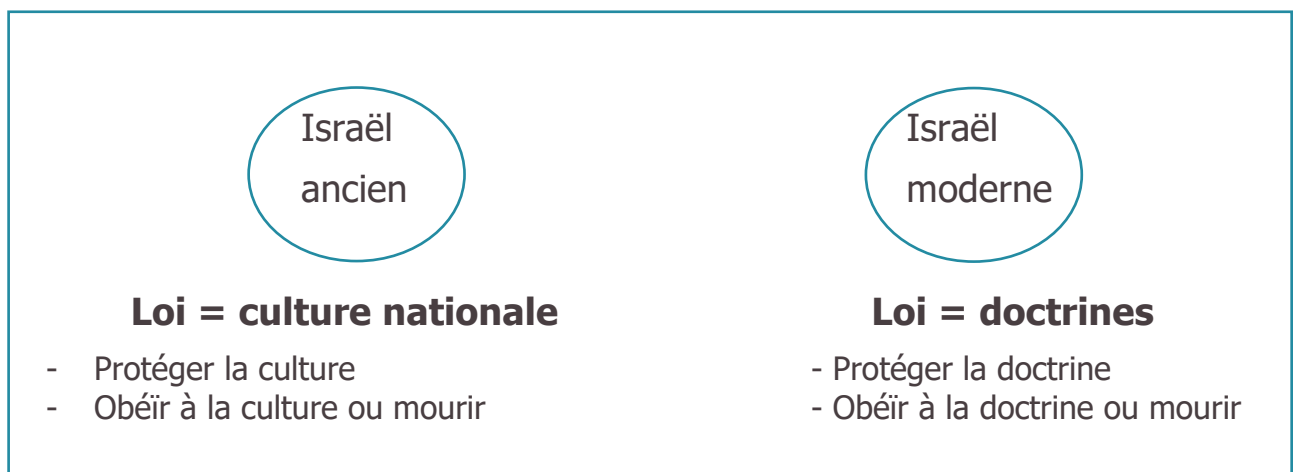 Israël
ancien
Loi = culture nationale
- Protéger la culture
- Obéïr à la culture ou mourir
Israël
moderne
Loi = doctrines
- Protéger la doctrine
- Obéïr à la doctrine ou mourir